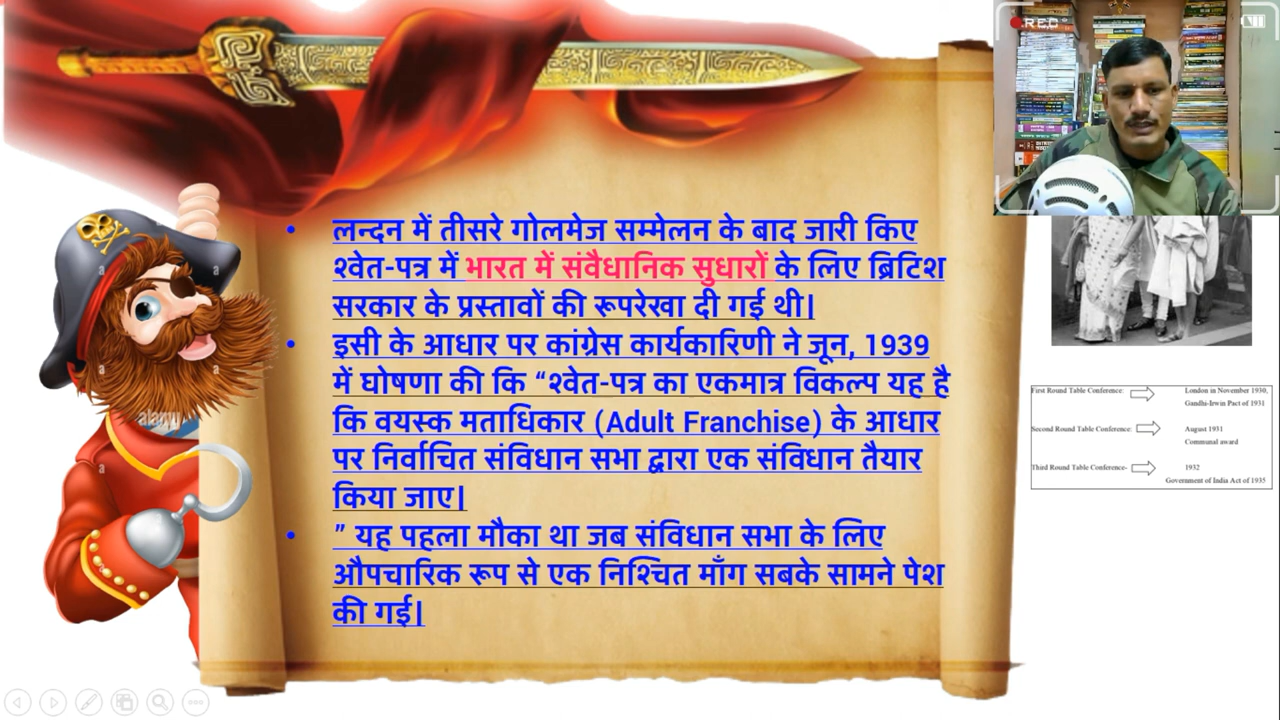 REC
लन्दन में तीसरे गोलमेज सम्मेलन के बाद जारी किए
श्वेत-पत्र में भारत में संवैधानिक सुधारों के लिए ब्रिटिश
सरकार के प्रस्तावों की रूपरेखा दी गई थी|
इसी के आधार पर कांग्रेस कार्यकारिणी ने जून, 1939
में घोषणा की कि “श्वेत-पत्र का एकमात्र विकल्प यह है
कि वयस्क मताधिकार (Adult Franchise) के आधार
पर निर्वाचित संविधान सभा द्वारा एक संविधान तैयार
किया जाए|
” यह पहला मौका था जब संविधान सभा के लिए
औपचारिक रूप से एक निश्चित माँग सबके सामने पेश
की गई|
First Round Table Conference: London in November 1930,
Gandhi-Irwin Pact of 1931
Second Round Table Conference: August 1931
Communal award
Third Round Table Conference- 1932
Government of India Act of 1935
alamy
a
a
a
a
a